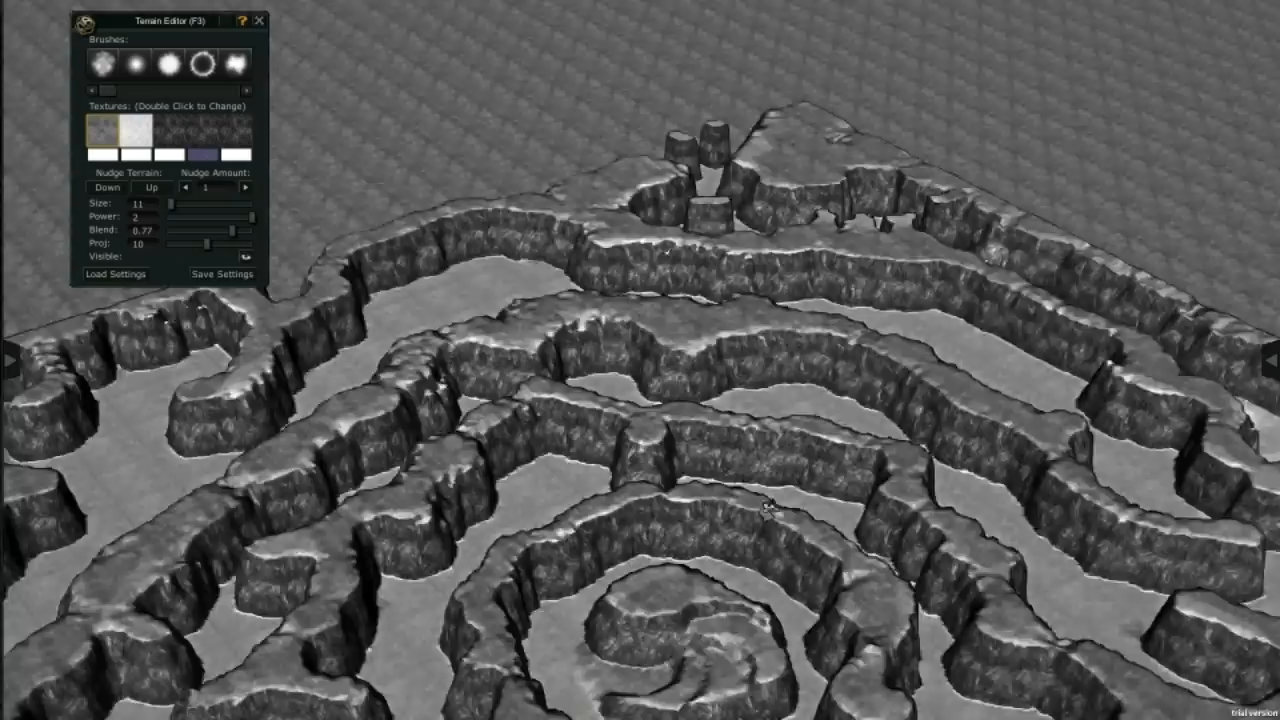 Terrain Editor (F3)
?
Brushes:
Textures: (Double Click to Change)
Nudge Terrain: Nudge Amount:
Down Up 1
Size: 11
Power: 2
Blend: 0.77
Proj: 10
Visible:
Load Settings Save Settings
trial version